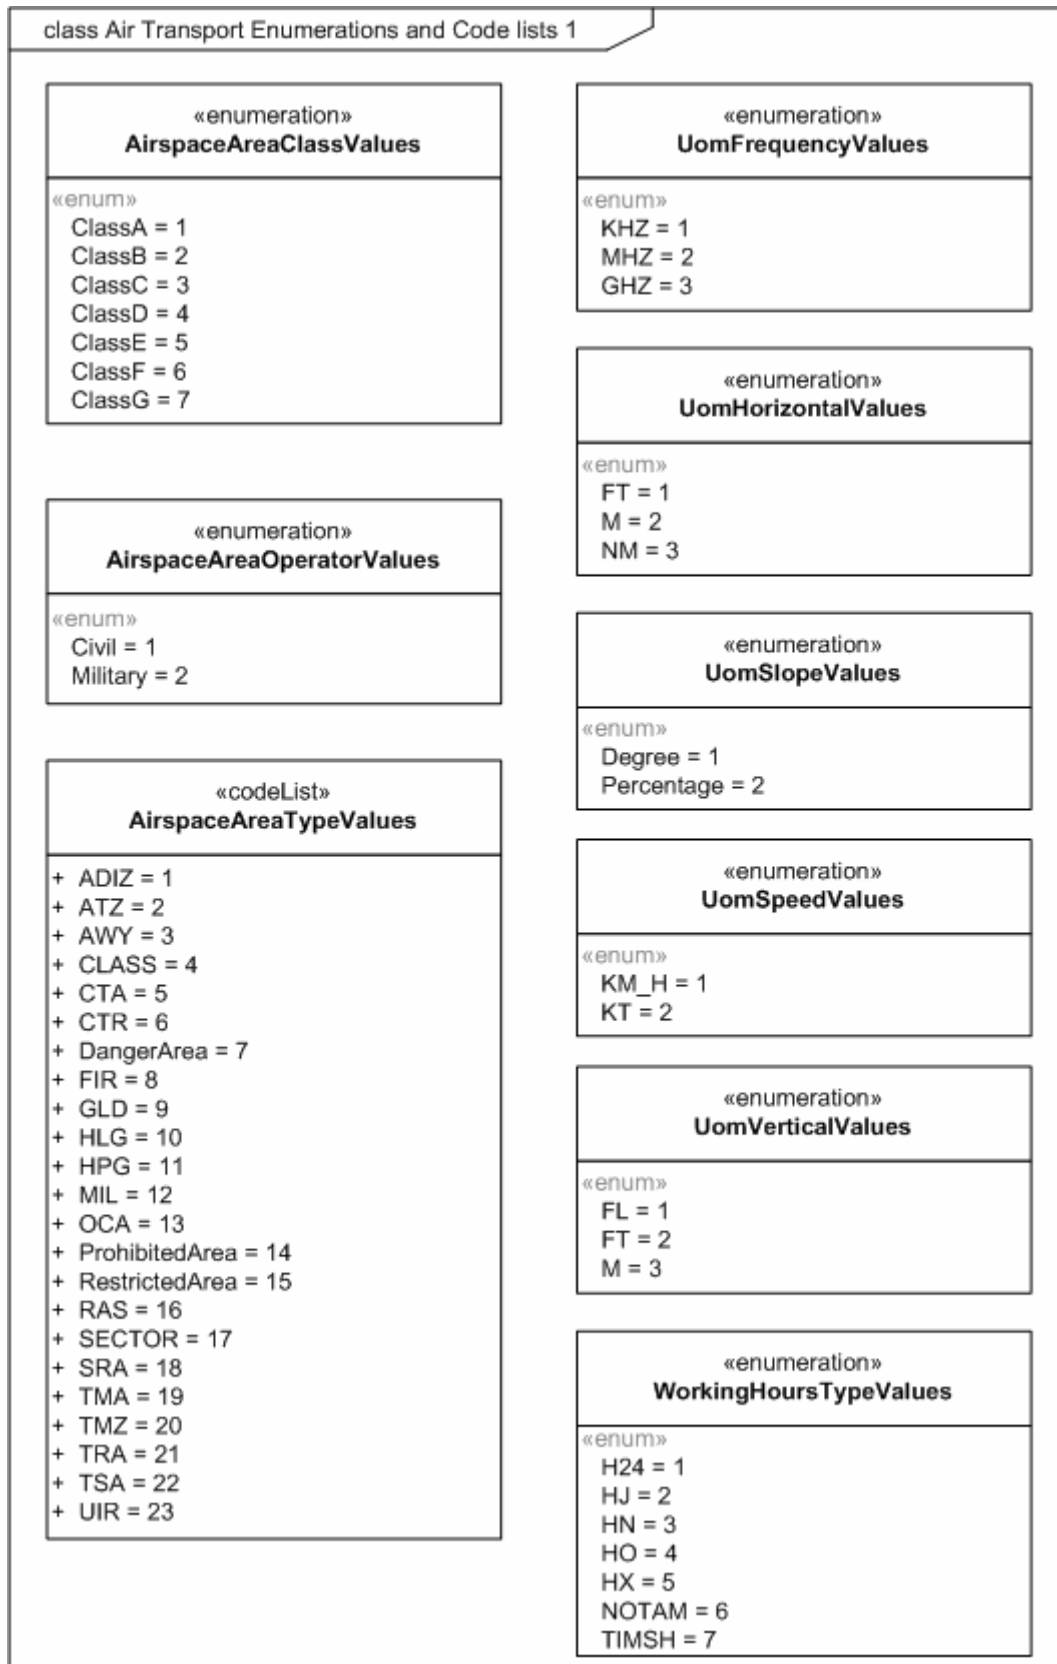 class Air Transport Enumerations and Code lists 1
«enumeration»
AirspaceAreaClassValues
«enum»
ClassA = 1
ClassB = 2
ClassC = 3
ClassD = 4
ClassE = 5
ClassF = 6
ClassG = 7
«enumeration»
AirspaceAreaOperatorValues
«enum»
Civil = 1
Military = 2
«codeList»
AirspaceAreaTypeValues
+ ADIZ = 1
+ ATZ = 2
+ AWY = 3
+ CLASS = 4
+ CTA = 5
+ CTR = 6
+ DangerArea = 7
+ FIR = 8
+ GLD = 9
+ HLG = 10
+ HPG = 11
+ MIL = 12
+ OCA = 13
+ ProhibitedArea = 14
+ RestrictedArea = 15
+ RAS = 16
+ SECTOR = 17
+ SRA = 18
+ TMA = 19
+ TMZ = 20
+ TRA = 21
+ TSA = 22
+ UIR = 23
«enumeration»
UomFrequencyValues
«enum»
KHZ = 1
MHZ = 2
GHZ = 3
«enumeration»
UomHorizontalValues
«enum»
FT = 1
M = 2
NM = 3
«enumeration»
UomSlopeValues
«enum»
Degree = 1
Percentage = 2
«enumeration»
UomSpeedValues
«enum»
KM_H = 1
KT = 2
«enumeration»
UomVerticalValues
«enum»
FL = 1
FT = 2
M = 3
«enumeration»
WorkingHoursTypeValues
«enum»
H24 = 1
HJ = 2
HN = 3
HO = 4
HX = 5
NOTAM = 6
TIMSH = 7